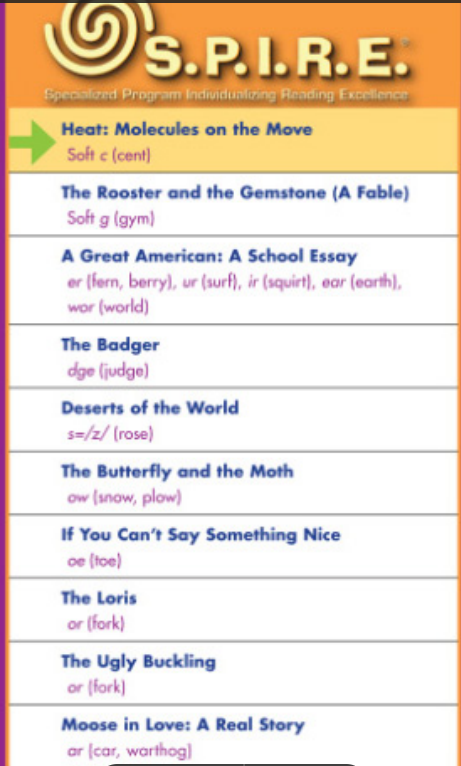 S.P.I.R.E.®
Specialized Program Individualizing Reading Excellence
Heat: Molecules on the Move
Soft c (cent)
The Rooster and the Gemstone (A Fable)
Soft g (gym)
A Great American: A School Essay
er (fern, berry), ur (surf), ir (squirt), ear (earth),
wor (world)
The Badger
dge (judge)
Deserts of the World
s=/z/ (rose)
The Butterfly and the Moth
ow (snow, plow)
If You Can't Say Something Nice
oe (toe)
The Loris
or (fork)
The Ugly Buckling
or (fork)
Moose in Love: A Real Story
ar (car, warthog)